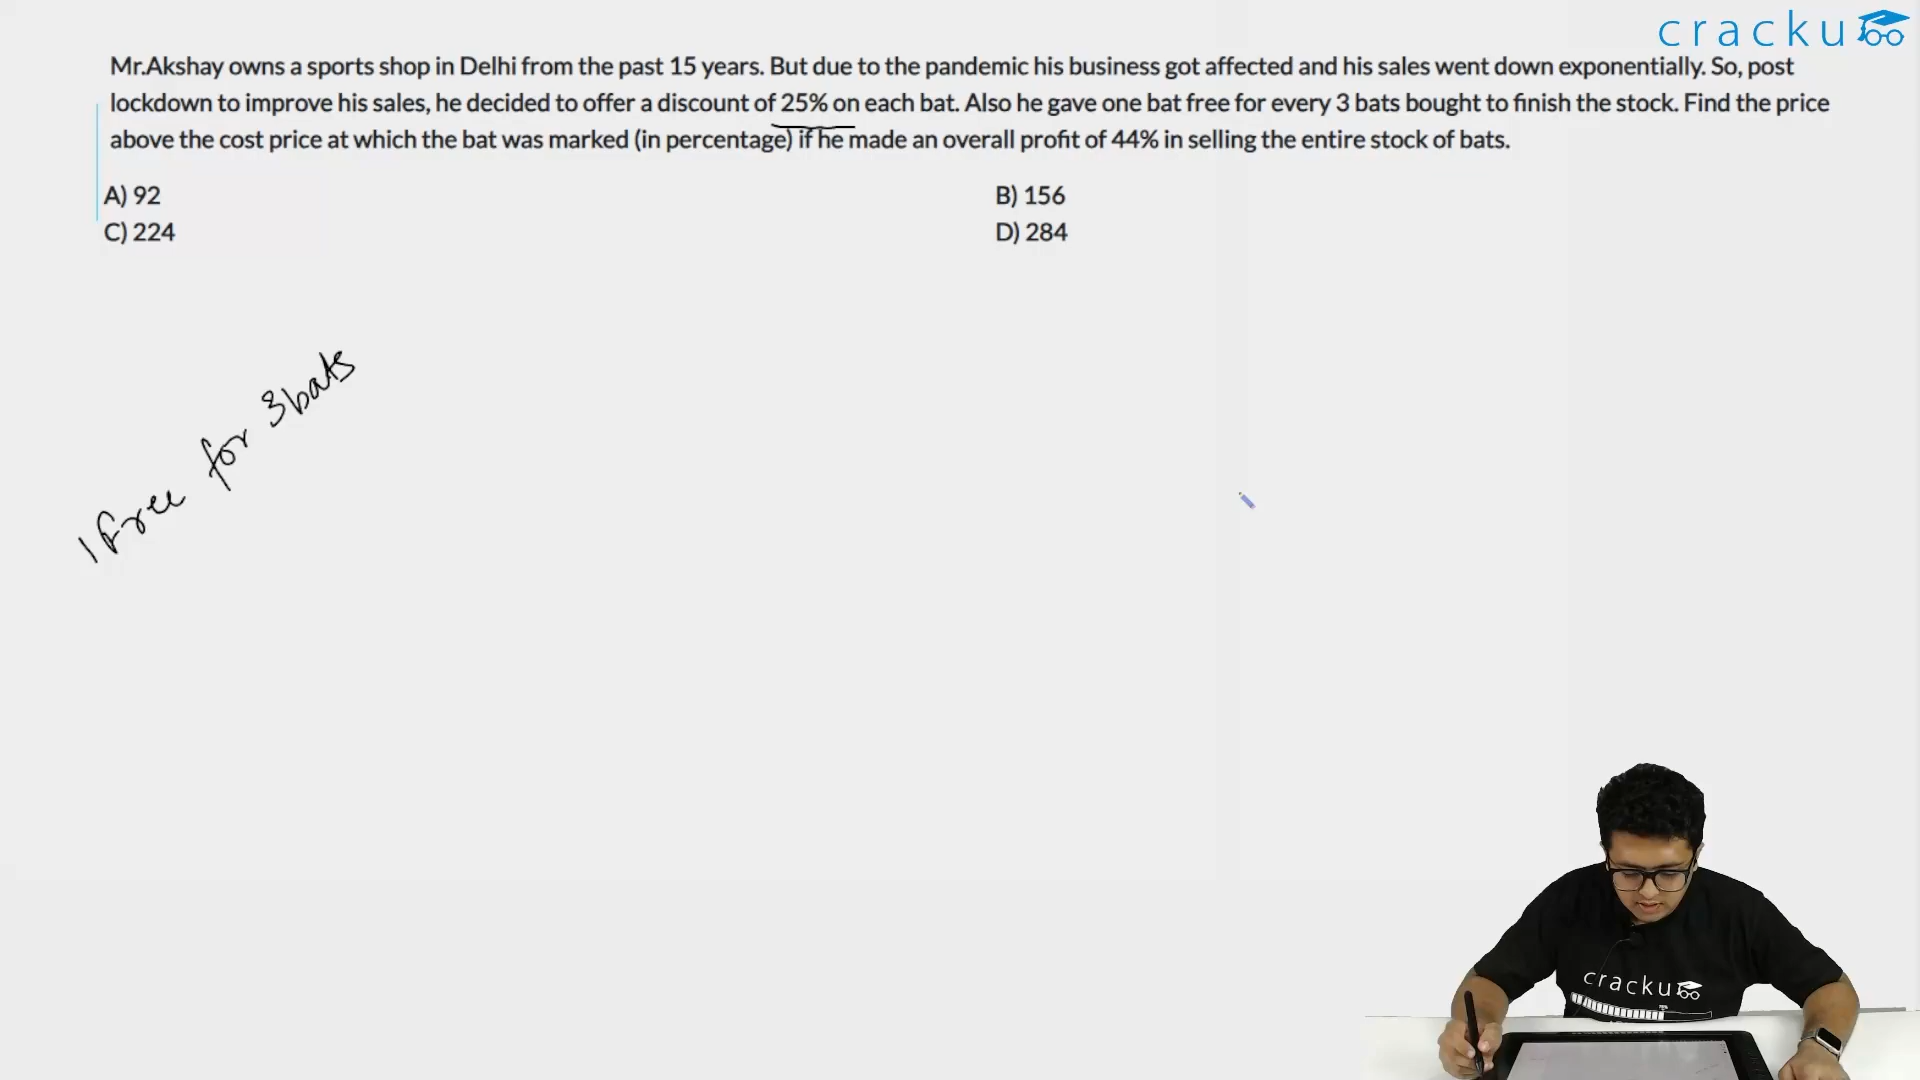 cracku
Mr.Akshay owns a sports shop in Delhi from the past 15 years. But due to the pandemic his business got affected and his sales went down exponentially. So, post
lockdown to improve his sales, he decided to offer a discount of 25% on each bat. Also he gave one bat free for every 3 bats bought to finish the stock. Find the price
above the cost price at which the bat was marked (in percentage) if he made an overall profit of 44% in selling the entire stock of bats.
A) 92
B) 156
C) 224
D) 284
1 free for 3 bats
cracku